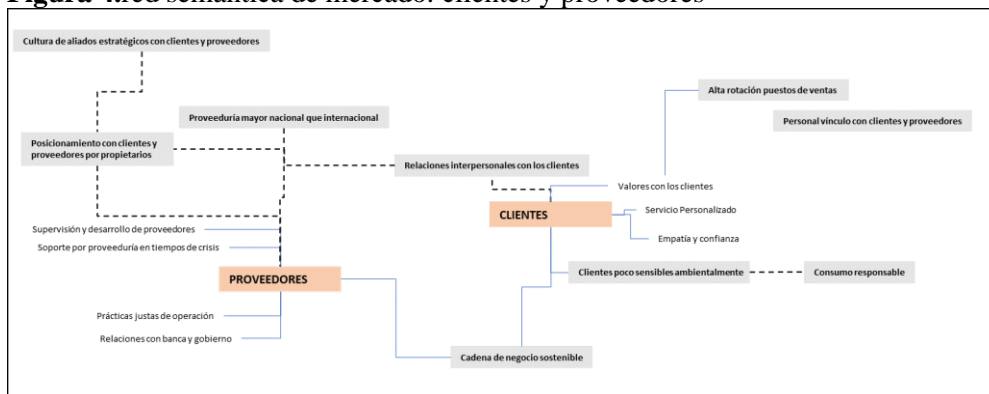 Figura 4.red semántica de mercado: clientes y proveedores
Cultura de aliados estratégicos con clientes y proveedores
Alta rotación puestos de ventas
Proveeduría mayor nacional que internacional
Personal vínculo con clientes y proveedores
Posicionamiento con clientes y
proveedores por propietarios
Relaciones interpersonales con los clientes
Valores con los clientes
CLIENTES
Servicio Personalizado
Supervisión y desarrollo de proveedores
Empatía y confianza
Soporte por proveeduría en tiempos de crisis
Clientes poco sensibles ambientalmente
Consumo responsable
PROVEEDORES
Prácticas justas de operación
Relaciones con banca y gobierno
Cadena de negocio sostenible